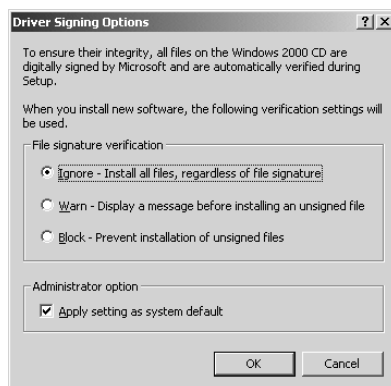 Driver Signing Options
To ensure their integrity, all files on the Windows 2000 CD are
digitally signed by Microsoft and are automatically verified during
Setup.
When you install new software, the following verification settings will
be used.
File signature verification
Ignore - Install all files, regardless of file signature
Warn - Display a message before installing an unsigned file
Block - Prevent installation of unsigned files
Administrator option
Apply setting as system default
OK Cancel